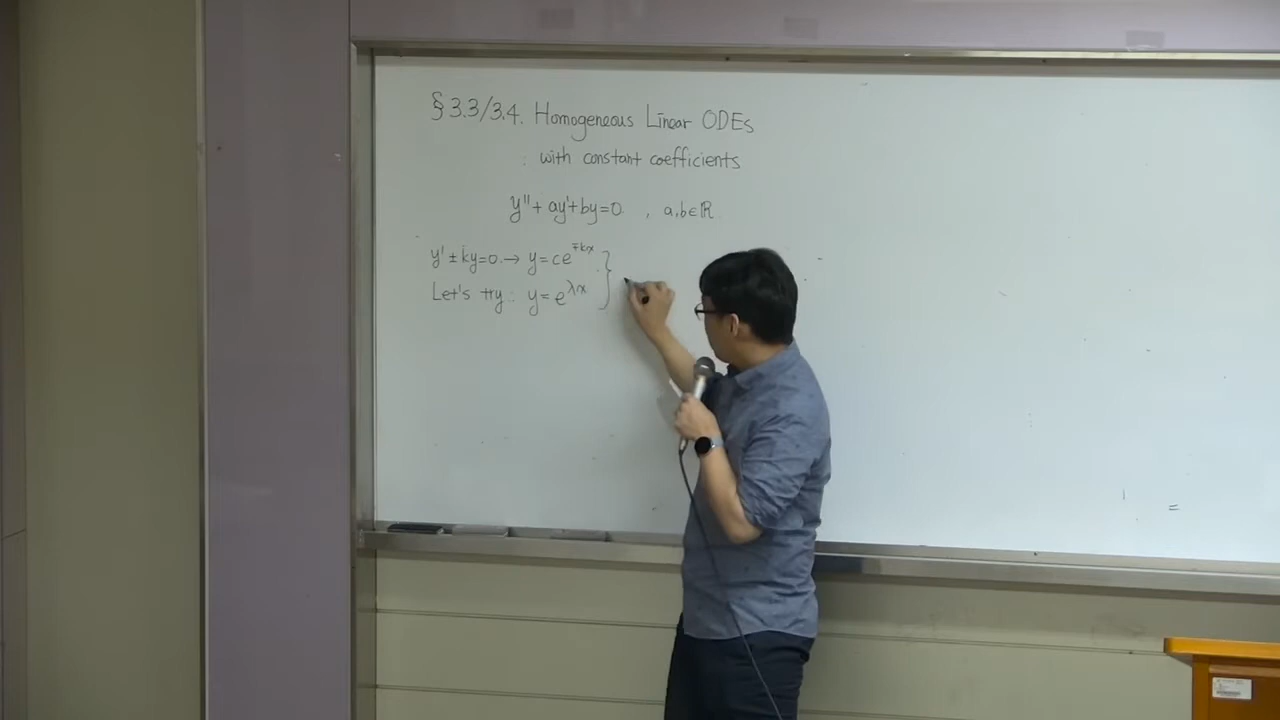 §3.3/3.4. Homogeneous Linear ODEs
: with constant coefficients
y''+ ay'+by=0 , a,b∈ℝ
y'±ky=0 → y=ce^∓kx
Let's try : y=e^λx
=